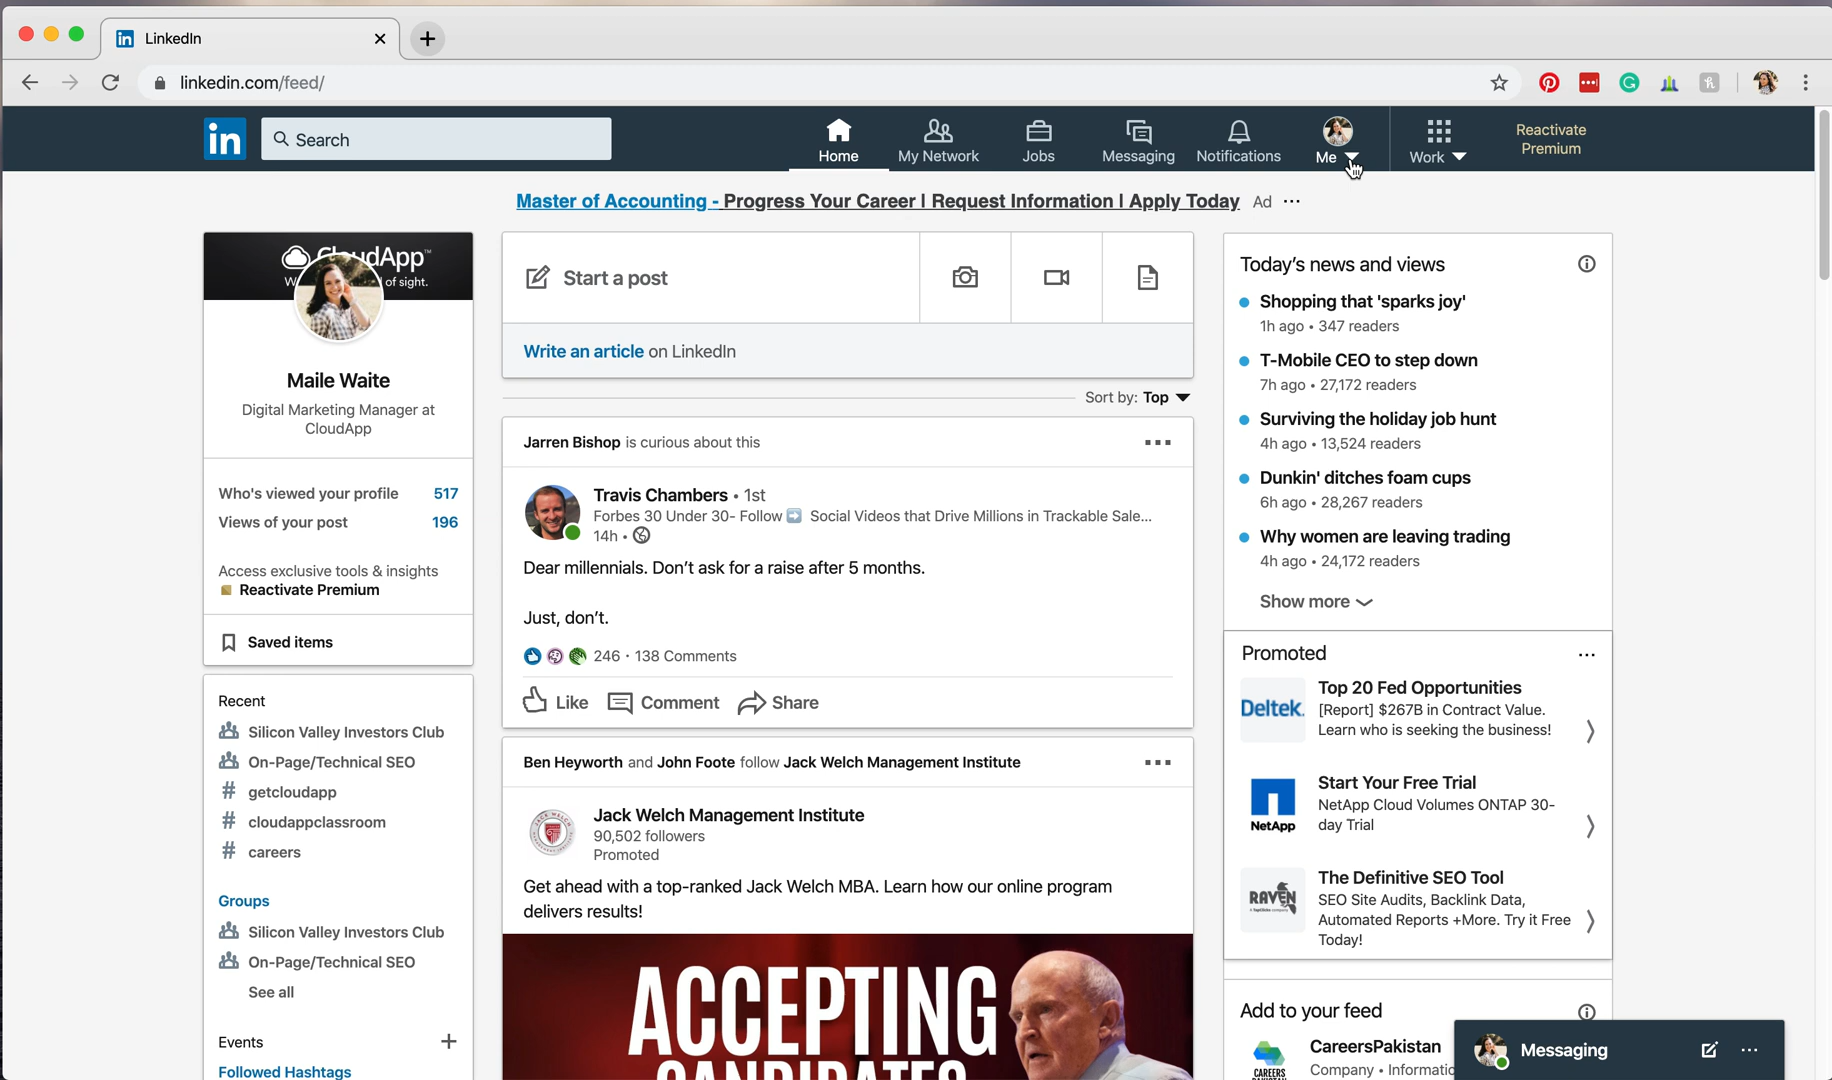 LinkedIn
linkedin.com/feed/
in
Search
Home
My Network
Jobs
Messaging
Notifications
Me
Work
Reactivate
Premium
Master of Accounting - Progress Your Career | Request Information | Apply Today Ad
CloudApp™
of sight.
Maile Waite
Digital Marketing Manager at
CloudApp
Who's viewed your profile 517
Views of your post 196
Access exclusive tools & insights
Reactivate Premium
Saved items
Recent
Silicon Valley Investors Club
On-Page/Technical SEO
# getcloudapp
# cloudappclassroom
# careers
Groups
Silicon Valley Investors Club
On-Page/Technical SEO
See all
Events +
Followed Hashtags
Start a post
Write an article on LinkedIn
Sort by: Top
Jarren Bishop is curious about this
Travis Chambers • 1st
Forbes 30 Under 30- Follow ➡ Social Videos that Drive Millions in Trackable Sale...
14h •
Dear millennials. Don’t ask for a raise after 5 months.
Just, don’t.
246 · 138 Comments
Like Comment Share
Ben Heyworth and John Foote follow Jack Welch Management Institute
JACK WELCH
Jack Welch Management Institute
90,502 followers
Promoted
Get ahead with a top-ranked Jack Welch MBA. Learn how our online program
delivers results!
ACCEPTING
CANDIDATES
Today’s news and views
Shopping that 'sparks joy'
1h ago • 347 readers
T-Mobile CEO to step down
7h ago • 27,172 readers
Surviving the holiday job hunt
4h ago • 13,524 readers
Dunkin' ditches foam cups
6h ago • 28,267 readers
Why women are leaving trading
4h ago • 24,172 readers
Show more
Promoted
Deltek.
Top 20 Fed Opportunities
[Report] $267B in Contract Value.
Learn who is seeking the business!
NetApp
Start Your Free Trial
NetApp Cloud Volumes ONTAP 30-
day Trial
RAVEN
The Definitive SEO Tool
SEO Site Audits, Backlink Data,
Automated Reports +More. Try it Free
Today!
Add to your feed
CAREERS
CareersPakistan
Company • Informatio
Messaging